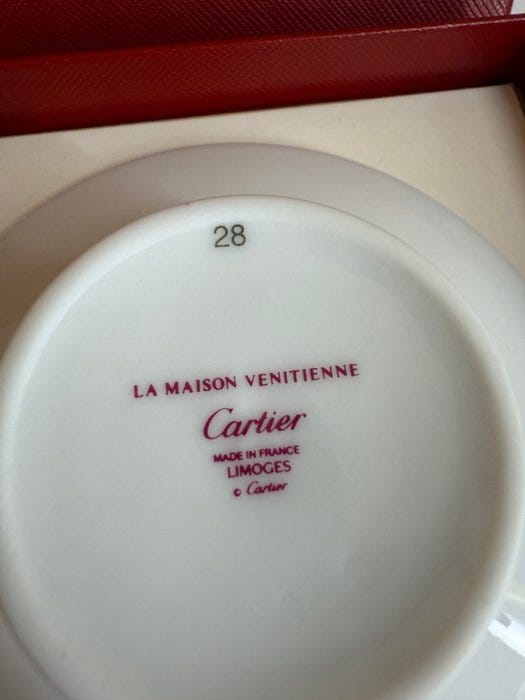 28
LA MAISON VENITIENNE
Cartier
MADE IN FRANCE
LIMOGES
© Cartier